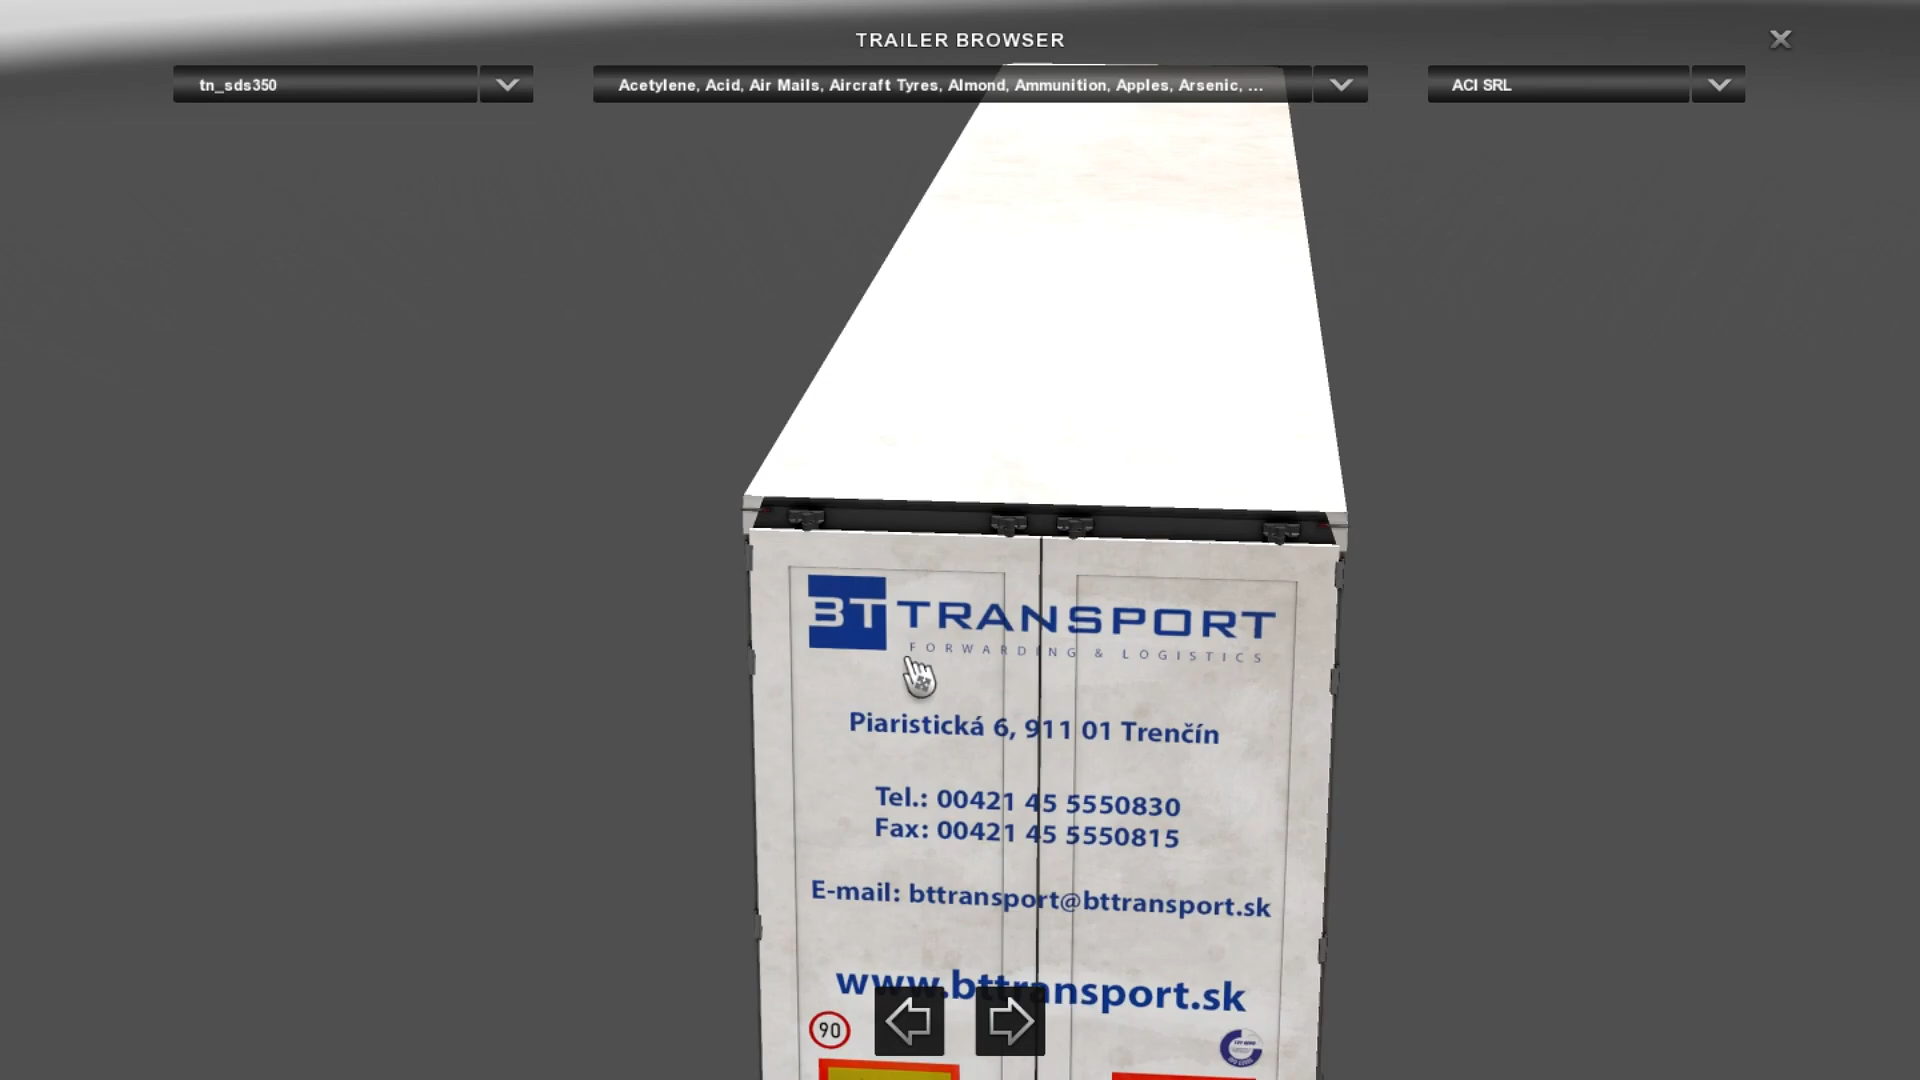 TRAILER BROWSER
tn_sds350
Acetylene, Acid, Air Mails, Aircraft Tyres, Almond, Ammunition, Apples, Arsenic, ...
ACI SRL
BT TRANSPORT
FORWARDING & LOGISTICS
Piaristická 6, 911 01 Trenčín
Tel.: 00421 45 5550830
Fax: 00421 45 5550815
E-mail: bttransport@bttransport.sk
www.bttransport.sk
90